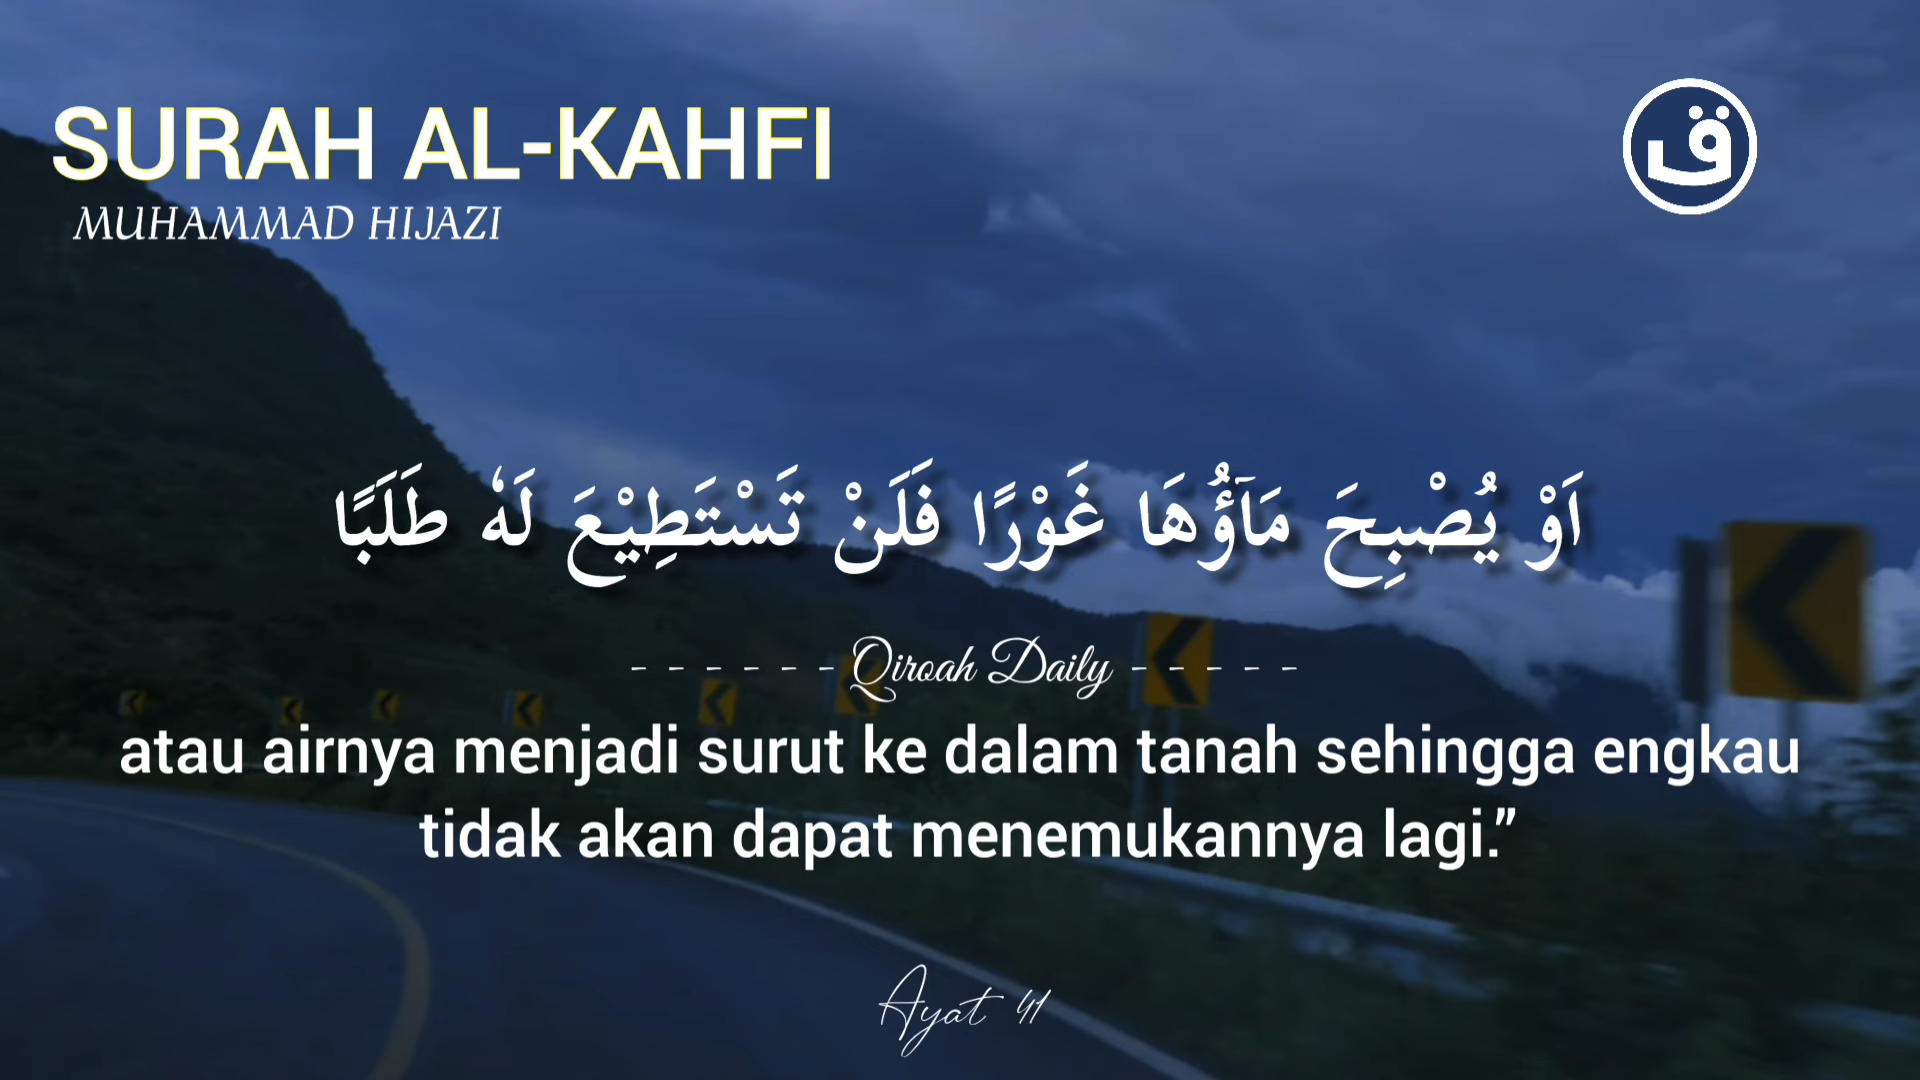 SURAH AL-KAHFI
MUHAMMAD HIJAZI
ق
اَوْ يُصْبِحَ مَاۤؤُهَا غَوْرًا فَلَنْ تَسْتَطِيْعَ لَهٗ طَلَبًا
- - - - - - Qiroah Daily - - - - -
atau airnya menjadi surut ke dalam tanah sehingga engkau
tidak akan dapat menemukannya lagi.”
Ayat 41